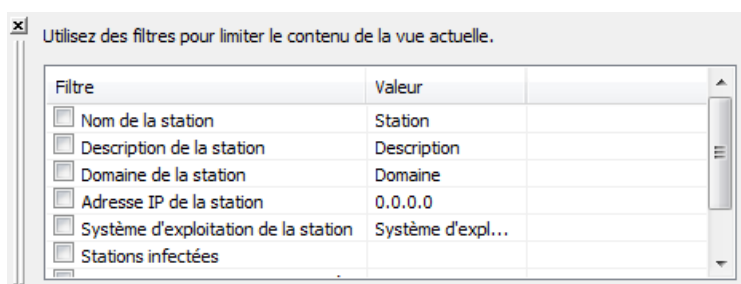 Utilisez des filtres pour limiter le contenu de la vue actuelle.
Filtre Valeur
Nom de la station Station
Description de la station Description
Domaine de la station Domaine
Adresse IP de la station 0.0.0.0
Système d'exploitation de la station Système d'expl...
Stations infectées